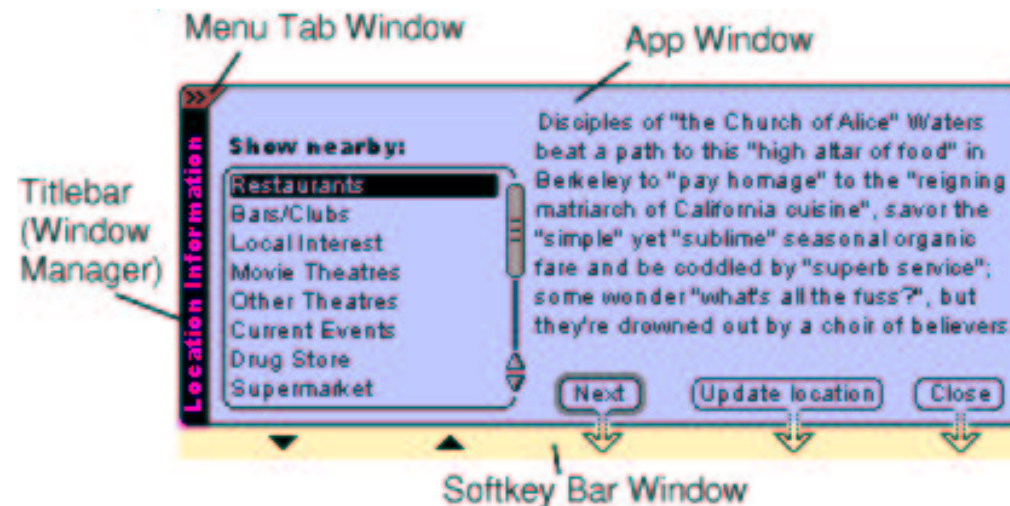 Menu Tab Window
App Window
>>
Titlebar
(Window
Manager)
Location Information
Show nearby:
Restaurants
Bars/Clubs
Local Interest
Movie Theatres
Other Theatres
Current Events
Drug Store
Supermarket
Disciples of "the Church of Alice" Waters
beat a path to this "high altar of food" in
Berkeley to "pay homage" to the "reigning
matriarch of California cuisine", savor the
"simple" yet "sublime" seasonal organic
fare and be coddled by "superb service";
some wonder "what's all the fuss?", but
they're drowned out by a choir of believers
Next
Update location
Close
Softkey Bar Window